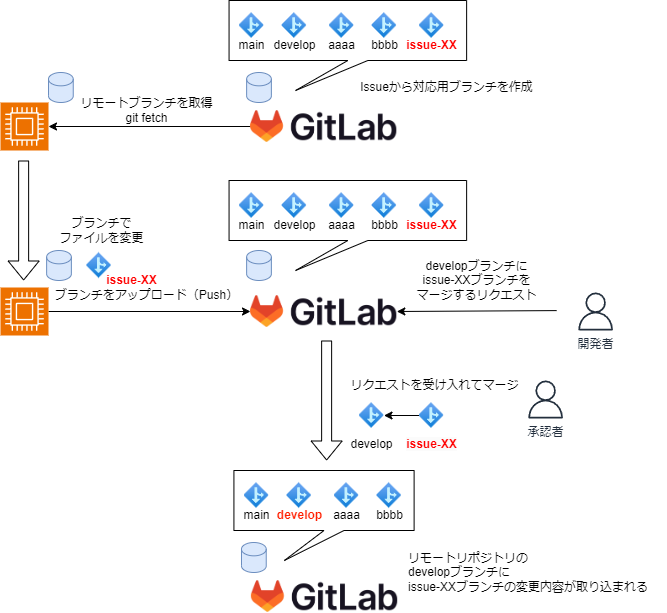 main develop aaaa bbbb issue-XX
Issueから対応用ブランチを作成
リモートブランチを取得
git fetch
GitLab
main develop aaaa bbbb issue-XX
ブランチで
ファイルを変更
issue-XX
ブランチをアップロード（Push）
GitLab
developブランチに
issue-XXブランチを
マージするリクエスト
開発者
リクエストを受け入れてマージ
develop issue-XX
承認者
main develop aaaa bbbb
GitLab
リモートリポジトリの
developブランチに
issue-XXブランチの変更内容が取り込まれる